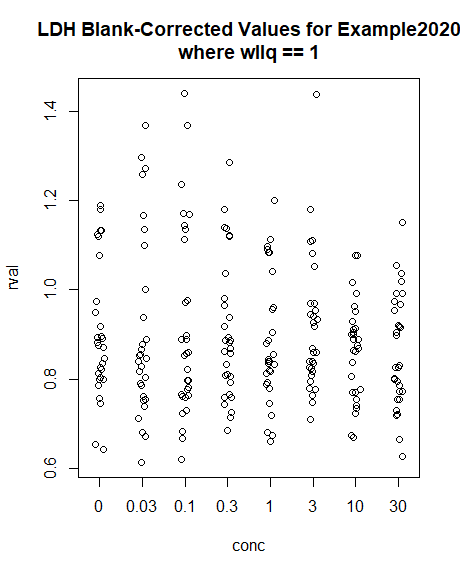 LDH Blank-Corrected Values for Example2020
where wllq == 1
1.4
1.2
1.0
0.8
0.6
rval
0 0.03 0.1 0.3 1 3 10 30
conc